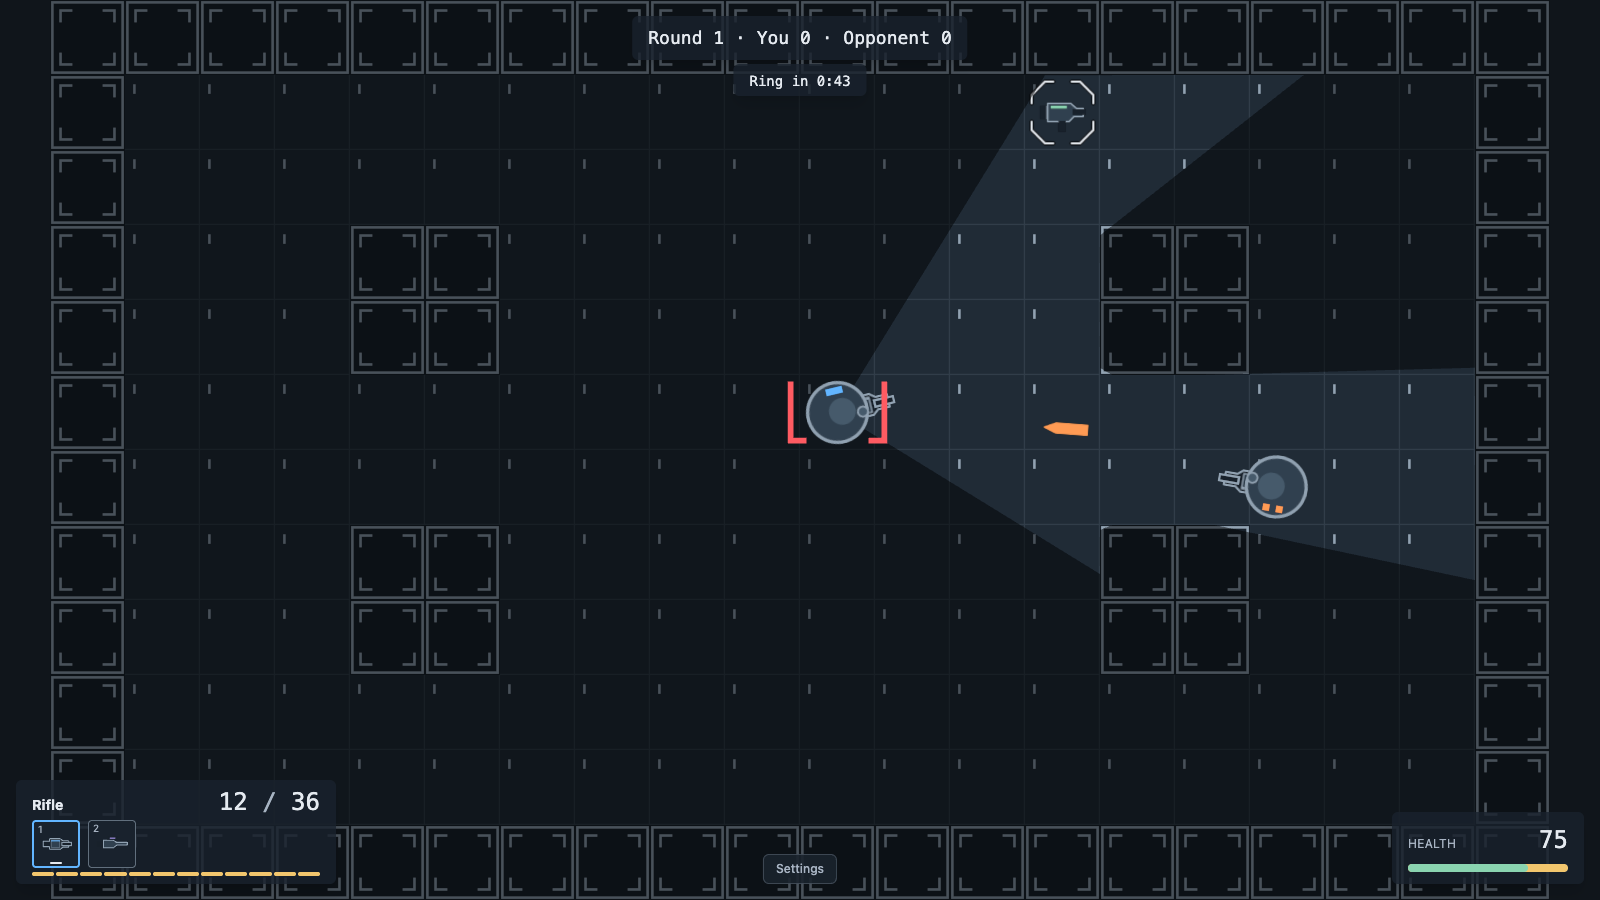 Round 1 · You 0 · Opponent 0
Ring in 0:43
Rifle 12 / 36
1 2
HEALTH 75
Settings